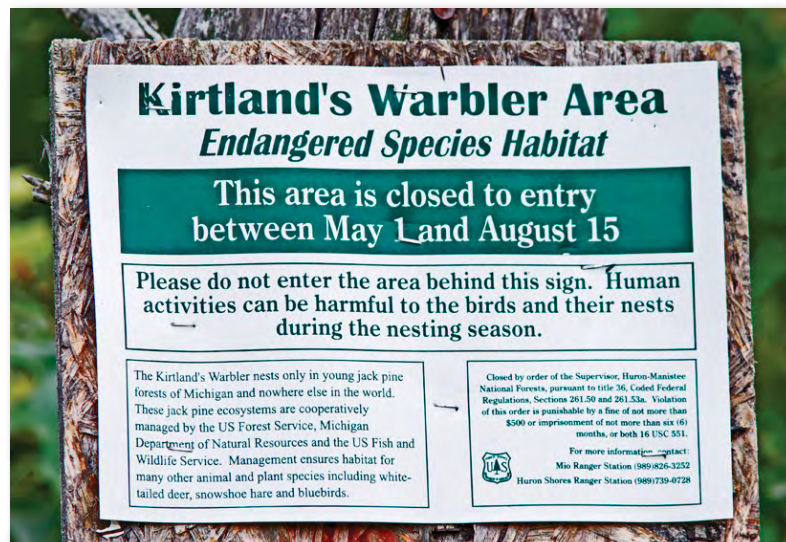 Kirtland's Warbler Area
Endangered Species Habitat
This area is closed to entry
between May 1 and August 15
Please do not enter the area behind this sign. Human
activities can be harmful to the birds and their nests
during the nesting season.
The Kirtland's Warbler nests only in young jack pine
forests of Michigan and nowhere else in the world.
These jack pine ecosystems are cooperatively
managed by the US Forest Service, Michigan
Department of Natural Resources and the US Fish and
Wildlife Service. Management ensures habitat for
many other animal and plant species including white-
tailed deer, snowshoe hare and bluebirds.
Closed by order of the Supervisor, Huron-Manistee
National Forests, pursuant to title 36, Coded Federal
Regulations, Sections 261.50 and 261.53a. Violation
of this order is punishable by a fine of not more than
$500 or imprisonment of not more than six (6)
months, or both 16 USC 551.
For more information contact:
Mio Ranger Station (989)826-3252
Huron Shores Ranger Station (989)739-0728
UAS